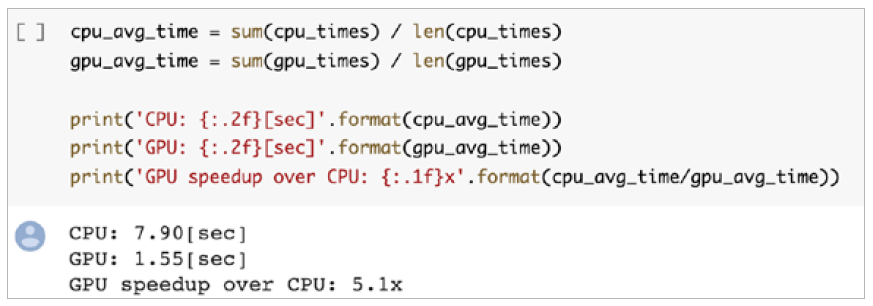 [ ] cpu_avg_time = sum(cpu_times) / len(cpu_times)
gpu_avg_time = sum(gpu_times) / len(gpu_times)
print('CPU: {:.2f}[sec]'.format(cpu_avg_time))
print('GPU: {:.2f}[sec]'.format(gpu_avg_time))
print('GPU speedup over CPU: {:.1f}x'.format(cpu_avg_time/gpu_avg_time))
CPU: 7.90[sec]
GPU: 1.55[sec]
GPU speedup over CPU: 5.1x